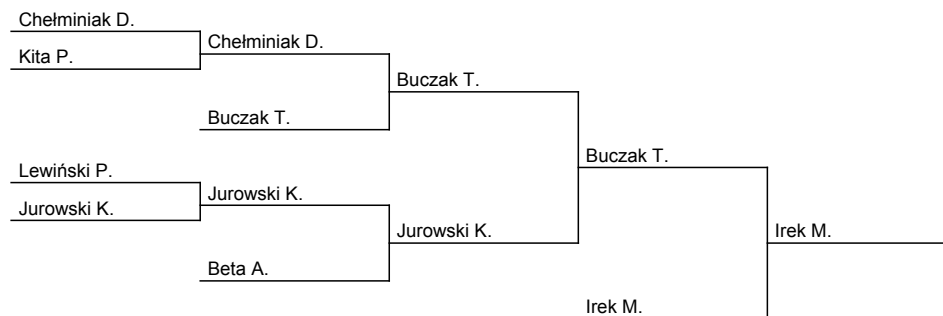 Chełminiak D.
Kita P.
Chełminiak D.
Buczak T.
Buczak T.
Lewiński P.
Jurowski K.
Jurowski K.
Beta A.
Jurowski K.
Buczak T.
Irek M.
Irek M.